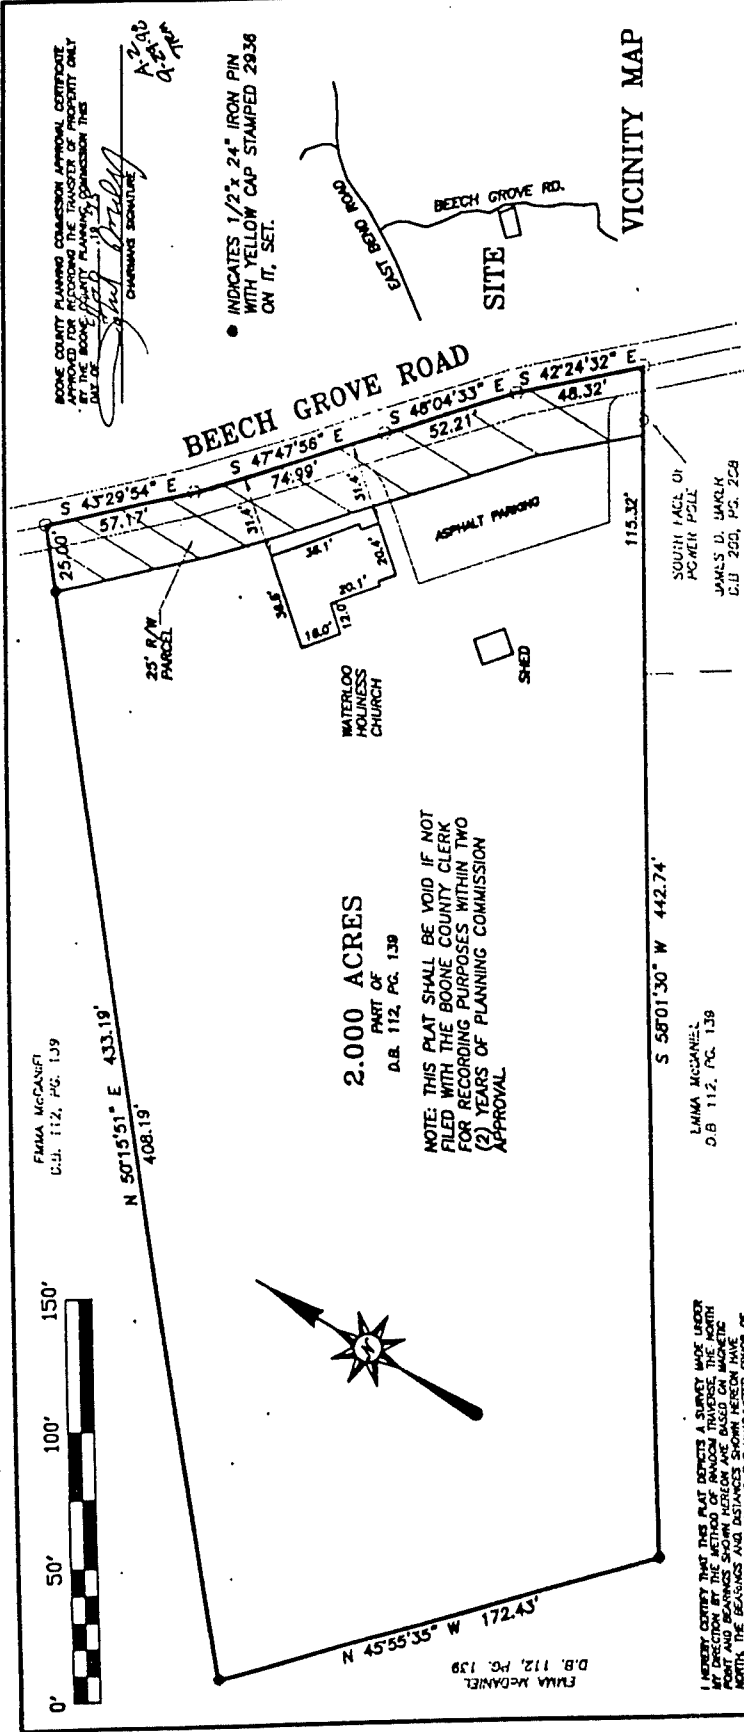 BOONE COUNTY PLANNING COMMISSION APPROVAL CERTIFICATE
APPROVED FOR RECORDING THE TRANSFER OF PROPERTY ONLY
BY THE BOONE COUNTY PLANNING COMMISSION THIS
DAY OF
CHAIRMANS SIGNATURE
INDICATES 1/2" x 24" IRON PIN
WITH YELLOW CAP STAMPED 2936
ON IT, SET.
EAST BEND ROAD
BEECH GROVE RD.
SITE
VICINITY MAP
BEECH GROVE ROAD
S 43°29'54" E
57.17'
S 47°47'56" E
74.99'
S 48°04'33" E
52.21'
S 42°24'32" E
48.32'
25.00'
25' R/W
PARCEL
31.4'
31.4'
36.1'
20.4'
20.1'
12.0'
16.0'
WATERLOO
HOLINESS
CHURCH
ASPHALT PARKING
SHED
115.32'
SOUTH FACE OF
POWER POLE
JAMES D. BAKER
PG. 258
EMMA McDANIEL
D.B. 112, PG. 139
N 50°15'51" E 433.19'
408.19'
2.000 ACRES
PART OF
D.B. 112, PG. 139
NOTE: THIS PLAT SHALL BE VOID IF NOT
FILED WITH THE BOONE COUNTY CLERK
FOR RECORDING PURPOSES WITHIN TWO
(2) YEARS OF PLANNING COMMISSION
APPROVAL.
S 58°01'30" W 442.74'
EMMA McDANIEL
D.B 112, PG. 139
0' 50' 100' 150'
N
N 45°55'35" W 172.43'
EMMA McDANIEL
D.B. 112, PG. 139
I HEREBY CERTIFY THAT THIS PLAT DEPICTS A SURVEY MADE UNDER
MY DIRECTION BY THE METHOD OF RANDOM TRAVERSE, THE NORTH
POINT AND BEARINGS SHOWN HEREON ARE BASED ON MAGNETIC
NORTH, THE BEARINGS AND DISTANCES SHOWN HEREON HAVE